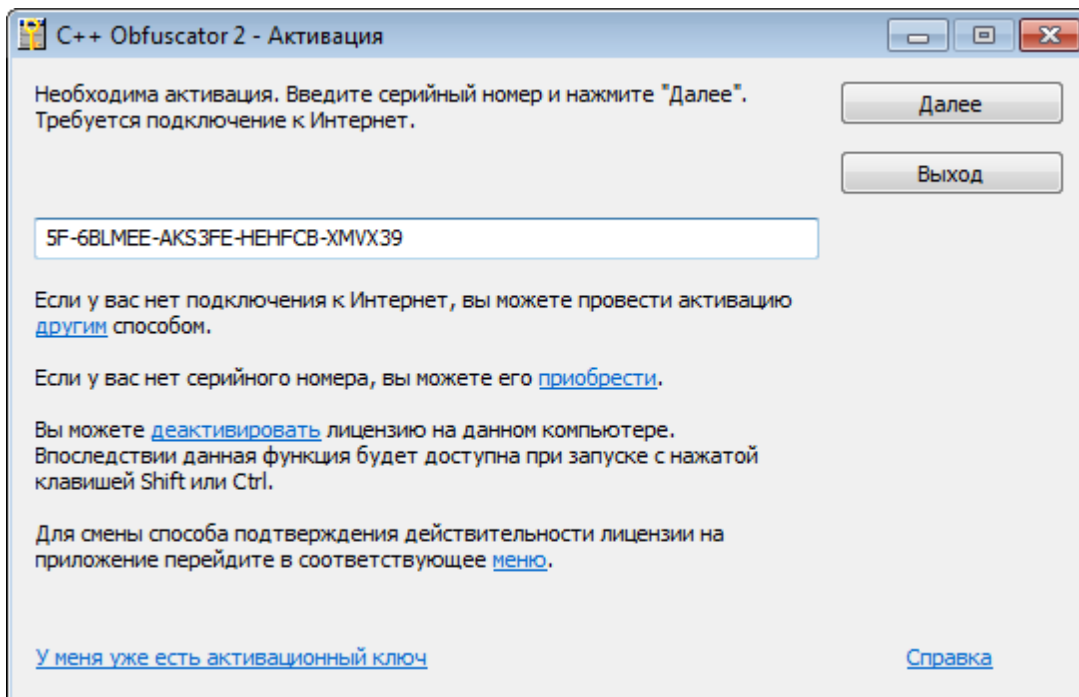 C++ Obfuscator 2 - Активация
Необходима активация. Введите серийный номер и нажмите "Далее".
Требуется подключение к Интернет.
Далее
Выход
5F-6BLMEE-AKS3FE-HEHFCB-XMVX39
Если у вас нет подключения к Интернет, вы можете провести активацию
другим способом.
Если у вас нет серийного номера, вы можете его приобрести.
Вы можете деактивировать лицензию на данном компьютере.
Впоследствии данная функция будет доступна при запуске с нажатой
клавишей Shift или Ctrl.
Для смены способа подтверждения действительности лицензии на
приложение перейдите в соответствующее меню.
У меня уже есть активационный ключ
Справка